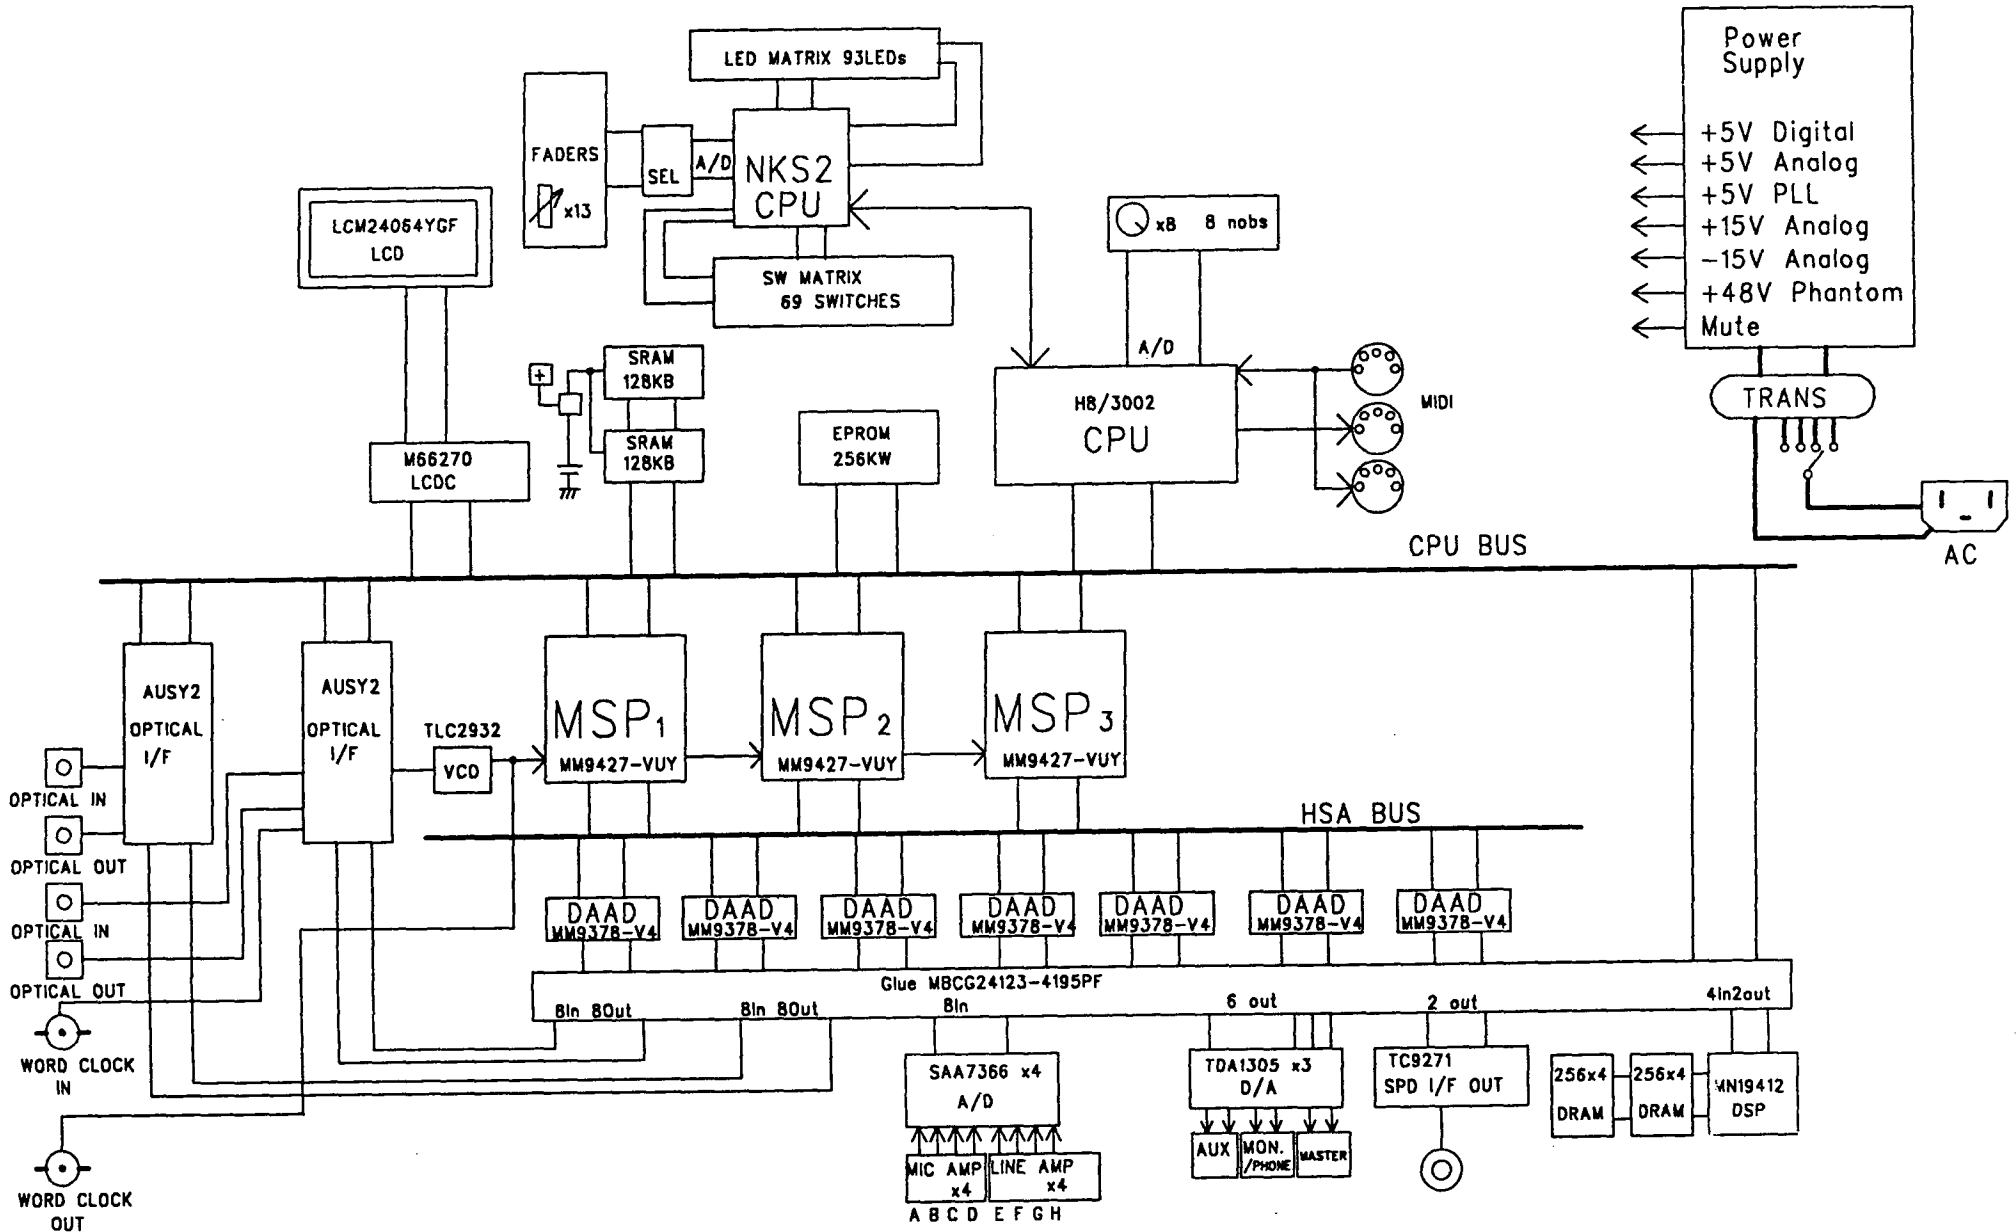 LED MATRIX 93LEDs
FADERS
x13
SEL
A/D
NKS2
CPU
SW MATRIX
69 SWITCHES
LCM24064YGF
LCD
M66270
LCDC
+
SRAM
128KB
SRAM
128KB
EPROM
256KW
x8 8 nobs
A/D
H8/3002
CPU
MIDI
Power
Supply
+5V Digital
+5V Analog
+5V PLL
+15V Analog
-15V Analog
+48V Phantom
Mute
TRANS
AC
CPU BUS
AUSY2
OPTICAL
I/F
AUSY2
OPTICAL
I/F
TLC2932
VCD
MSP1
MM9427-VUY
MSP2
MM9427-VUY
MSP3
MM9427-VUY
HSA BUS
OPTICAL IN
OPTICAL OUT
OPTICAL IN
OPTICAL OUT
WORD CLOCK
IN
WORD CLOCK
OUT
DAAD
MM9378-V4
DAAD
MM9378-V4
DAAD
MM9378-V4
DAAD
MM9378-V4
DAAD
MM9378-V4
DAAD
MM9378-V4
DAAD
MM9378-V4
Glue MBCG24123-4195PF
8In 8Out
8In 8Out
8In
6 out
2 out
4in2out
SAA7366 x4
A/D
MIC AMP
x4
LINE AMP
x4
A B C D E F G H
TDA1305 x3
D/A
AUX
MON.
/PHONE
MASTER
TC9271
SPD I/F OUT
256x4
DRAM
256x4
DRAM
MN19412
DSP